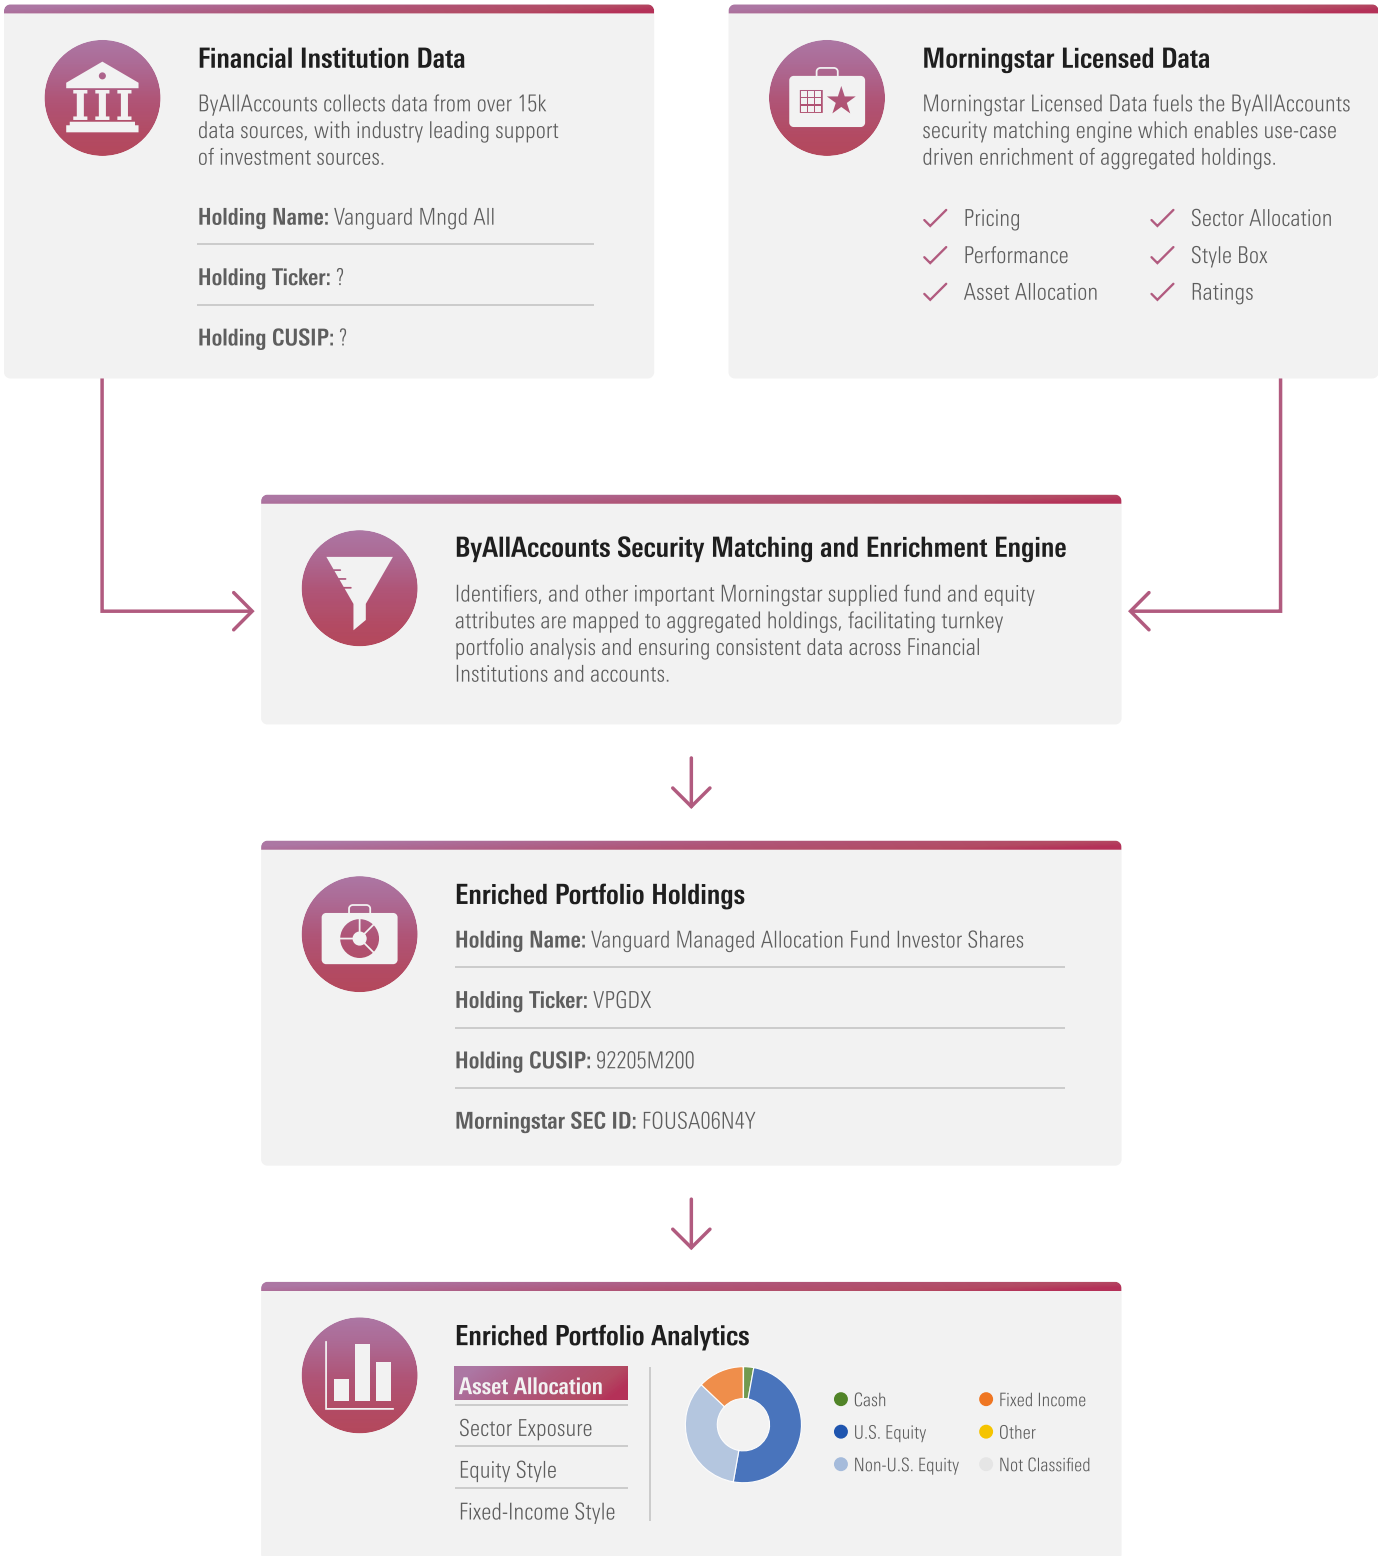 Financial Institution Data
ByAllAccounts collects data from over 15k
data sources, with industry leading support
of investment sources.
Holding Name: Vanguard Mngd All
Holding Ticker: ?
Holding CUSIP: ?
Morningstar Licensed Data
Morningstar Licensed Data fuels the ByAllAccounts
security matching engine which enables use-case
driven enrichment of aggregated holdings.
Pricing
Performance
Asset Allocation
Sector Allocation
Style Box
Ratings
ByAllAccounts Security Matching and Enrichment Engine
Identifiers, and other important Morningstar supplied fund and equity
attributes are mapped to aggregated holdings, facilitating turnkey
portfolio analysis and ensuring consistent data across Financial
Institutions and accounts.
Enriched Portfolio Holdings
Holding Name: Vanguard Managed Allocation Fund Investor Shares
Holding Ticker: VPGDX
Holding CUSIP: 92205M200
Morningstar SEC ID: FOUSA06N4Y
Enriched Portfolio Analytics
Asset Allocation
Sector Exposure
Equity Style
Fixed-Income Style
Cash
U.S. Equity
Non-U.S. Equity
Fixed Income
Other
Not Classified